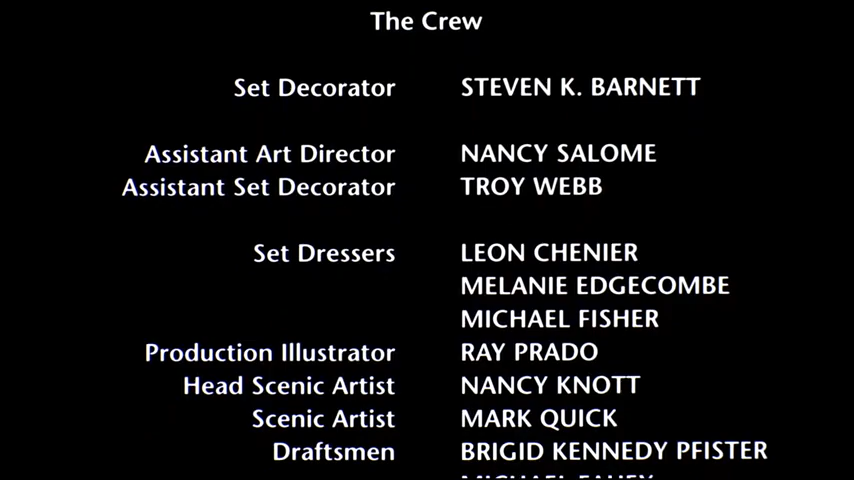 The Crew
Set Decorator STEVEN K. BARNETT
Assistant Art Director NANCY SALOME
Assistant Set Decorator TROY WEBB
Set Dressers LEON CHENIER
MELANIE EDGECOMBE
MICHAEL FISHER
Production Illustrator RAY PRADO
Head Scenic Artist NANCY KNOTT
Scenic Artist MARK QUICK
Draftsmen BRIGID KENNEDY PFISTER
MICHAEL FAHEY